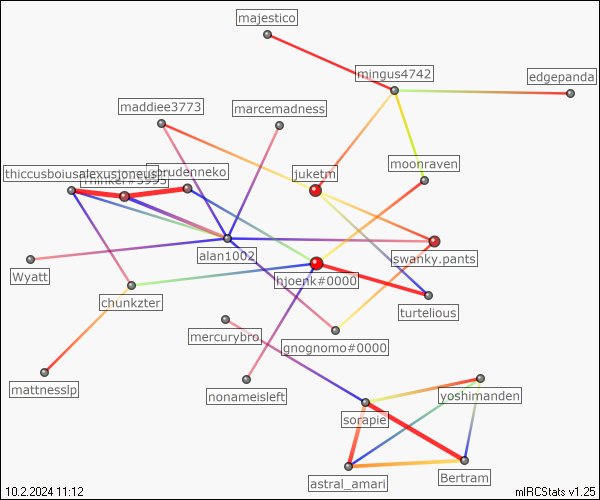 majestico
mingus4742
edgepanda
maddiee3773
marcemadness
moonraven
juketm
thiccusboiusalexusjoneus
Thinker#5995
brudenneko
alan1002
swanky.pants
Wyatt
hjoenk#0000
chunkzter
turtelious
mercurybro
gnognomo#0000
mattnesslp
nonameisleft
yoshimanden
sorapie
astral_amari
Bertram
10.2.2024 11:12
mIRCStats v1.25